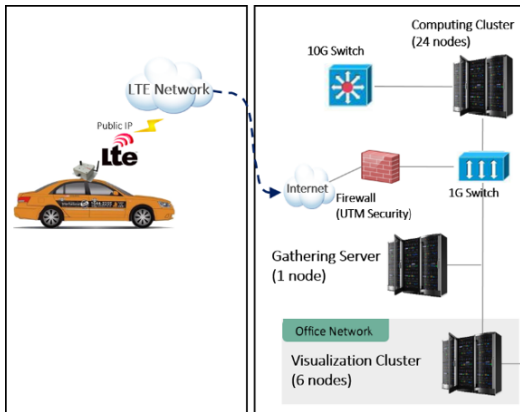 LTE Network
Public IP
Lte
Computing Cluster
(24 nodes)
10G Switch
Internet
Firewall
(UTM Security)
1G Switch
Gathering Server
(1 node)
Office Network
Visualization Cluster
(6 nodes)